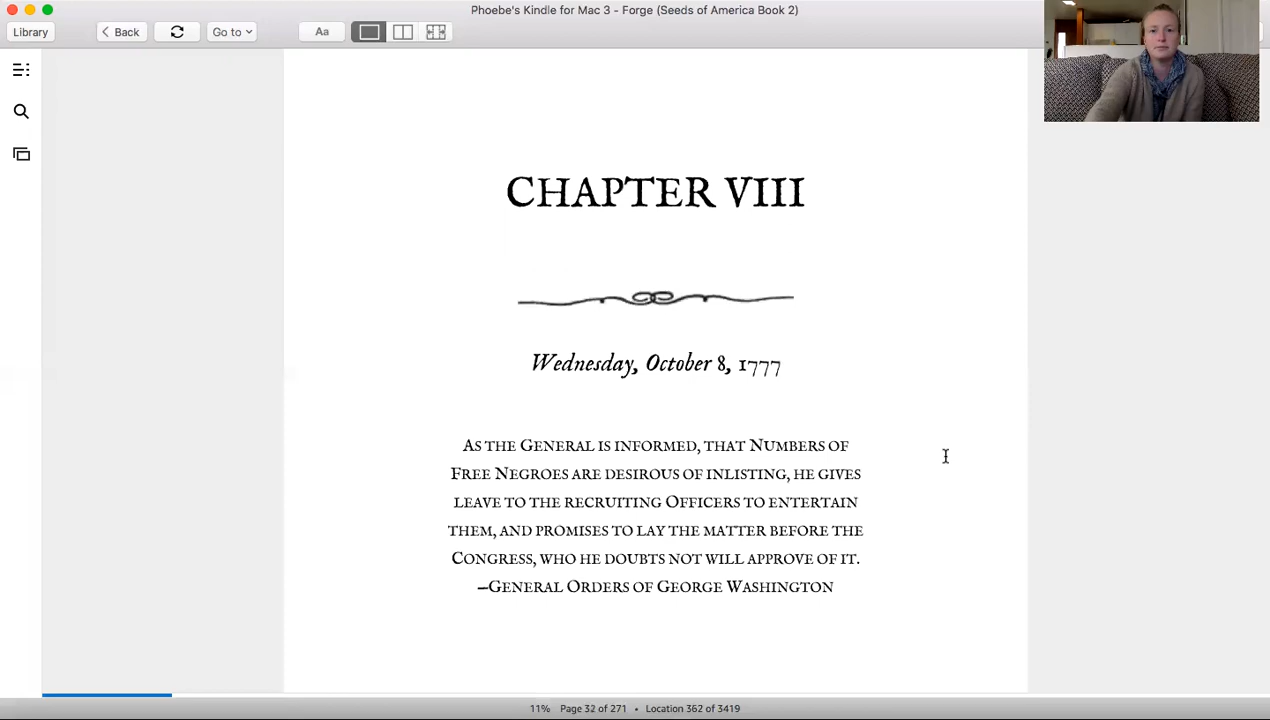 Phoebe's Kindle for Mac 3 - Forge (Seeds of America Book 2)
Library
Back
Go to
Aa
CHAPTER VIII
Wednesday, October 8, 1777
As the General is informed, that Numbers of
Free Negroes are desirous of inlisting, he gives
leave to the recruiting Officers to entertain
them, and promises to lay the matter before the
Congress, who he doubts not will approve of it.
—General Orders of George Washington
11% Page 32 of 271 • Location 362 of 3419